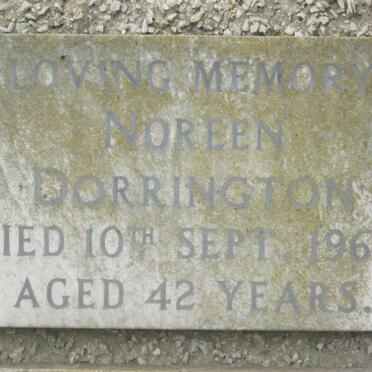 LOVING MEMORY
NOREEN
DORRINGTON
IED 10TH SEPT. 196
AGED 42 YEARS.